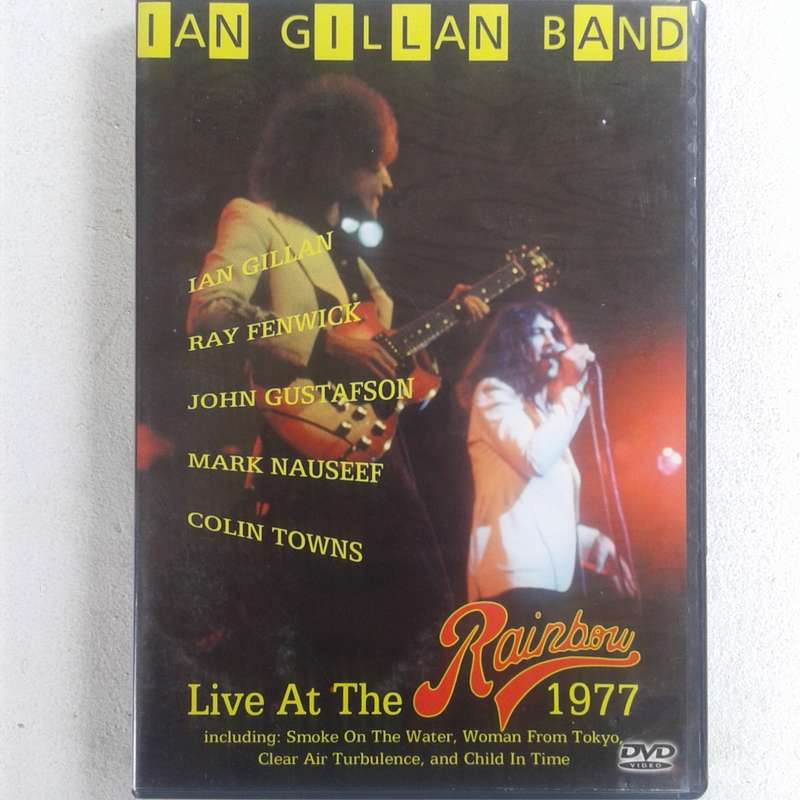 IAN GILLAN BAND
IAN GILLAN
RAY FENWICK
JOHN GUSTAFSON
MARK NAUSEEF
COLIN TOWNS
Live At The Rainbow 1977
including: Smoke On The Water, Woman From Tokyo,
Clear Air Turbulence, and Child In Time
DVD
VIDEO